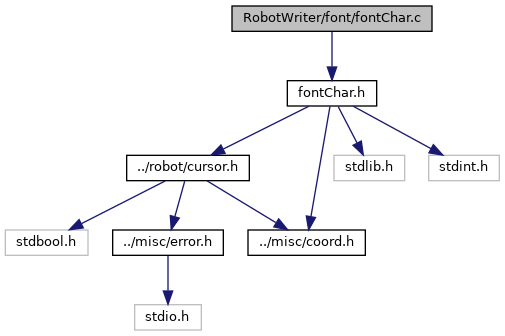 RobotWriter/font/fontChar.c
fontChar.h
../robot/cursor.h
stdlib.h
stdint.h
stdbool.h
../misc/error.h
../misc/coord.h
stdio.h